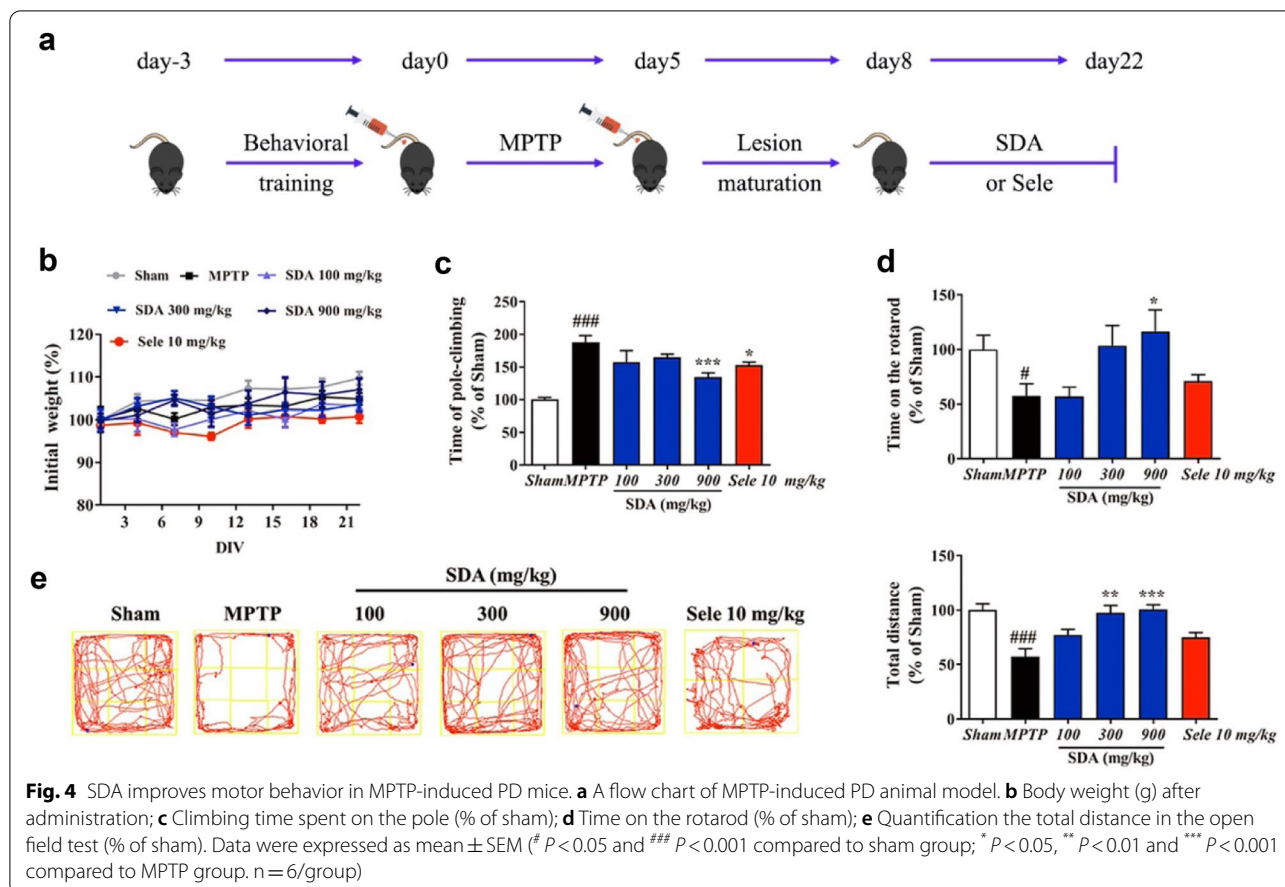 a
day-3 day0 day5 day8 day22
Behavioral MPTP Lesion SDA
training maturation or Sele
b
Sham MPTP SDA 100 mg/kg
SDA 300 mg/kg SDA 900 mg/kg
Sele 10 mg/kg
Initial weight (%)
120
110
100
90
80
3 6 9 12 15 18 21
DIV
c
Time of pole-climbing
(% of Sham)
250
200
150
100
50
0
###
***
*
Sham MPTP 100 300 900 Sele 10 mg/kg
SDA (mg/kg)
d
Time on the rotarod
(% of Sham)
150
100
50
0
#
*
Sham MPTP 100 300 900 Sele 10 mg/kg
SDA (mg/kg)
e
SDA (mg/kg)
Sham MPTP 100 300 900 Sele 10 mg/kg
Total distance
(% of Sham)
150
100
50
0
###
**
***
Sham MPTP 100 300 900 Sele 10 mg/kg
SDA (mg/kg)
Fig. 4 SDA improves motor behavior in MPTP-induced PD mice. a A flow chart of MPTP-induced PD animal model. b Body weight (g) after
administration; c Climbing time spent on the pole (% of sham); d Time on the rotarod (% of sham); e Quantification the total distance in the open
field test (% of sham). Data were expressed as mean ± SEM (# P < 0.05 and ### P < 0.001 compared to sham group; * P < 0.05, ** P < 0.01 and *** P < 0.001
compared to MPTP group. n = 6/group)